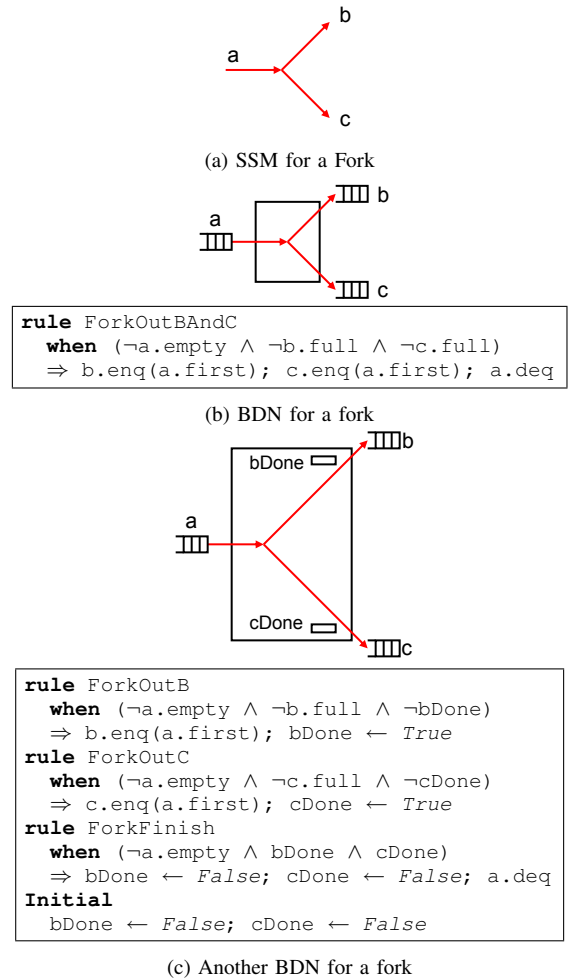 b
a
c
(a) SSM for a Fork
a
b
c
rule ForkOutBAndC
when (¬a.empty ∧ ¬b.full ∧ ¬c.full)
⇒ b.enq(a.first); c.enq(a.first); a.deq
(b) BDN for a fork
b
bDone
a
cDone
c
rule ForkOutB
when (¬a.empty ∧ ¬b.full ∧ ¬bDone)
⇒ b.enq(a.first); bDone ← True
rule ForkOutC
when (¬a.empty ∧ ¬c.full ∧ ¬cDone)
⇒ c.enq(a.first); cDone ← True
rule ForkFinish
when (¬a.empty ∧ bDone ∧ cDone)
⇒ bDone ← False; cDone ← False; a.deq
Initial
bDone ← False; cDone ← False
(c) Another BDN for a fork